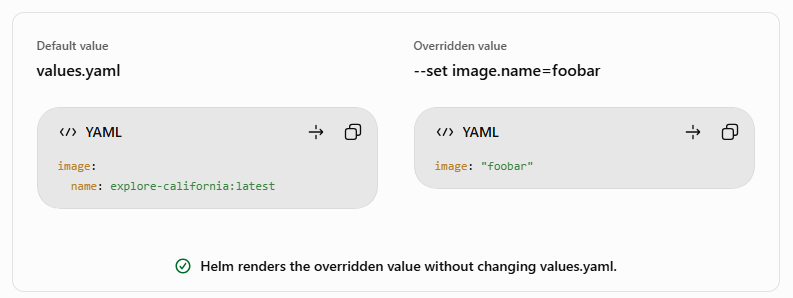 Default value
values.yaml
YAML
image:
  name: explore-california:latest
Overridden value
--set image.name=foobar
YAML
image: "foobar"
Helm renders the overridden value without changing values.yaml.